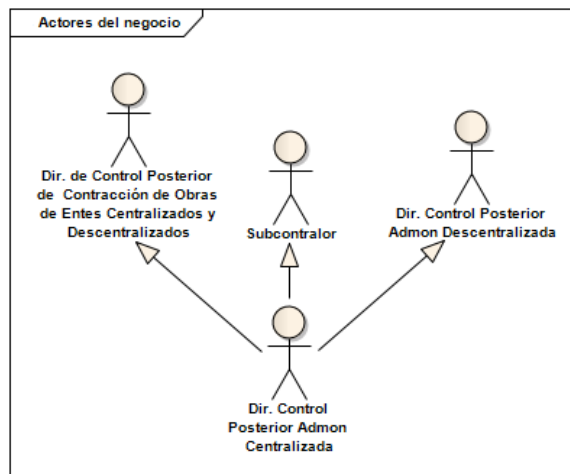 Actores del negocio
Dir. de Control Posterior
de Contracción de Obras
de Entes Centralizados y
Descentralizados
Subcontralor
Dir. Control Posterior
Admon Descentralizada
Dir. Control
Posterior Admon
Centralizada